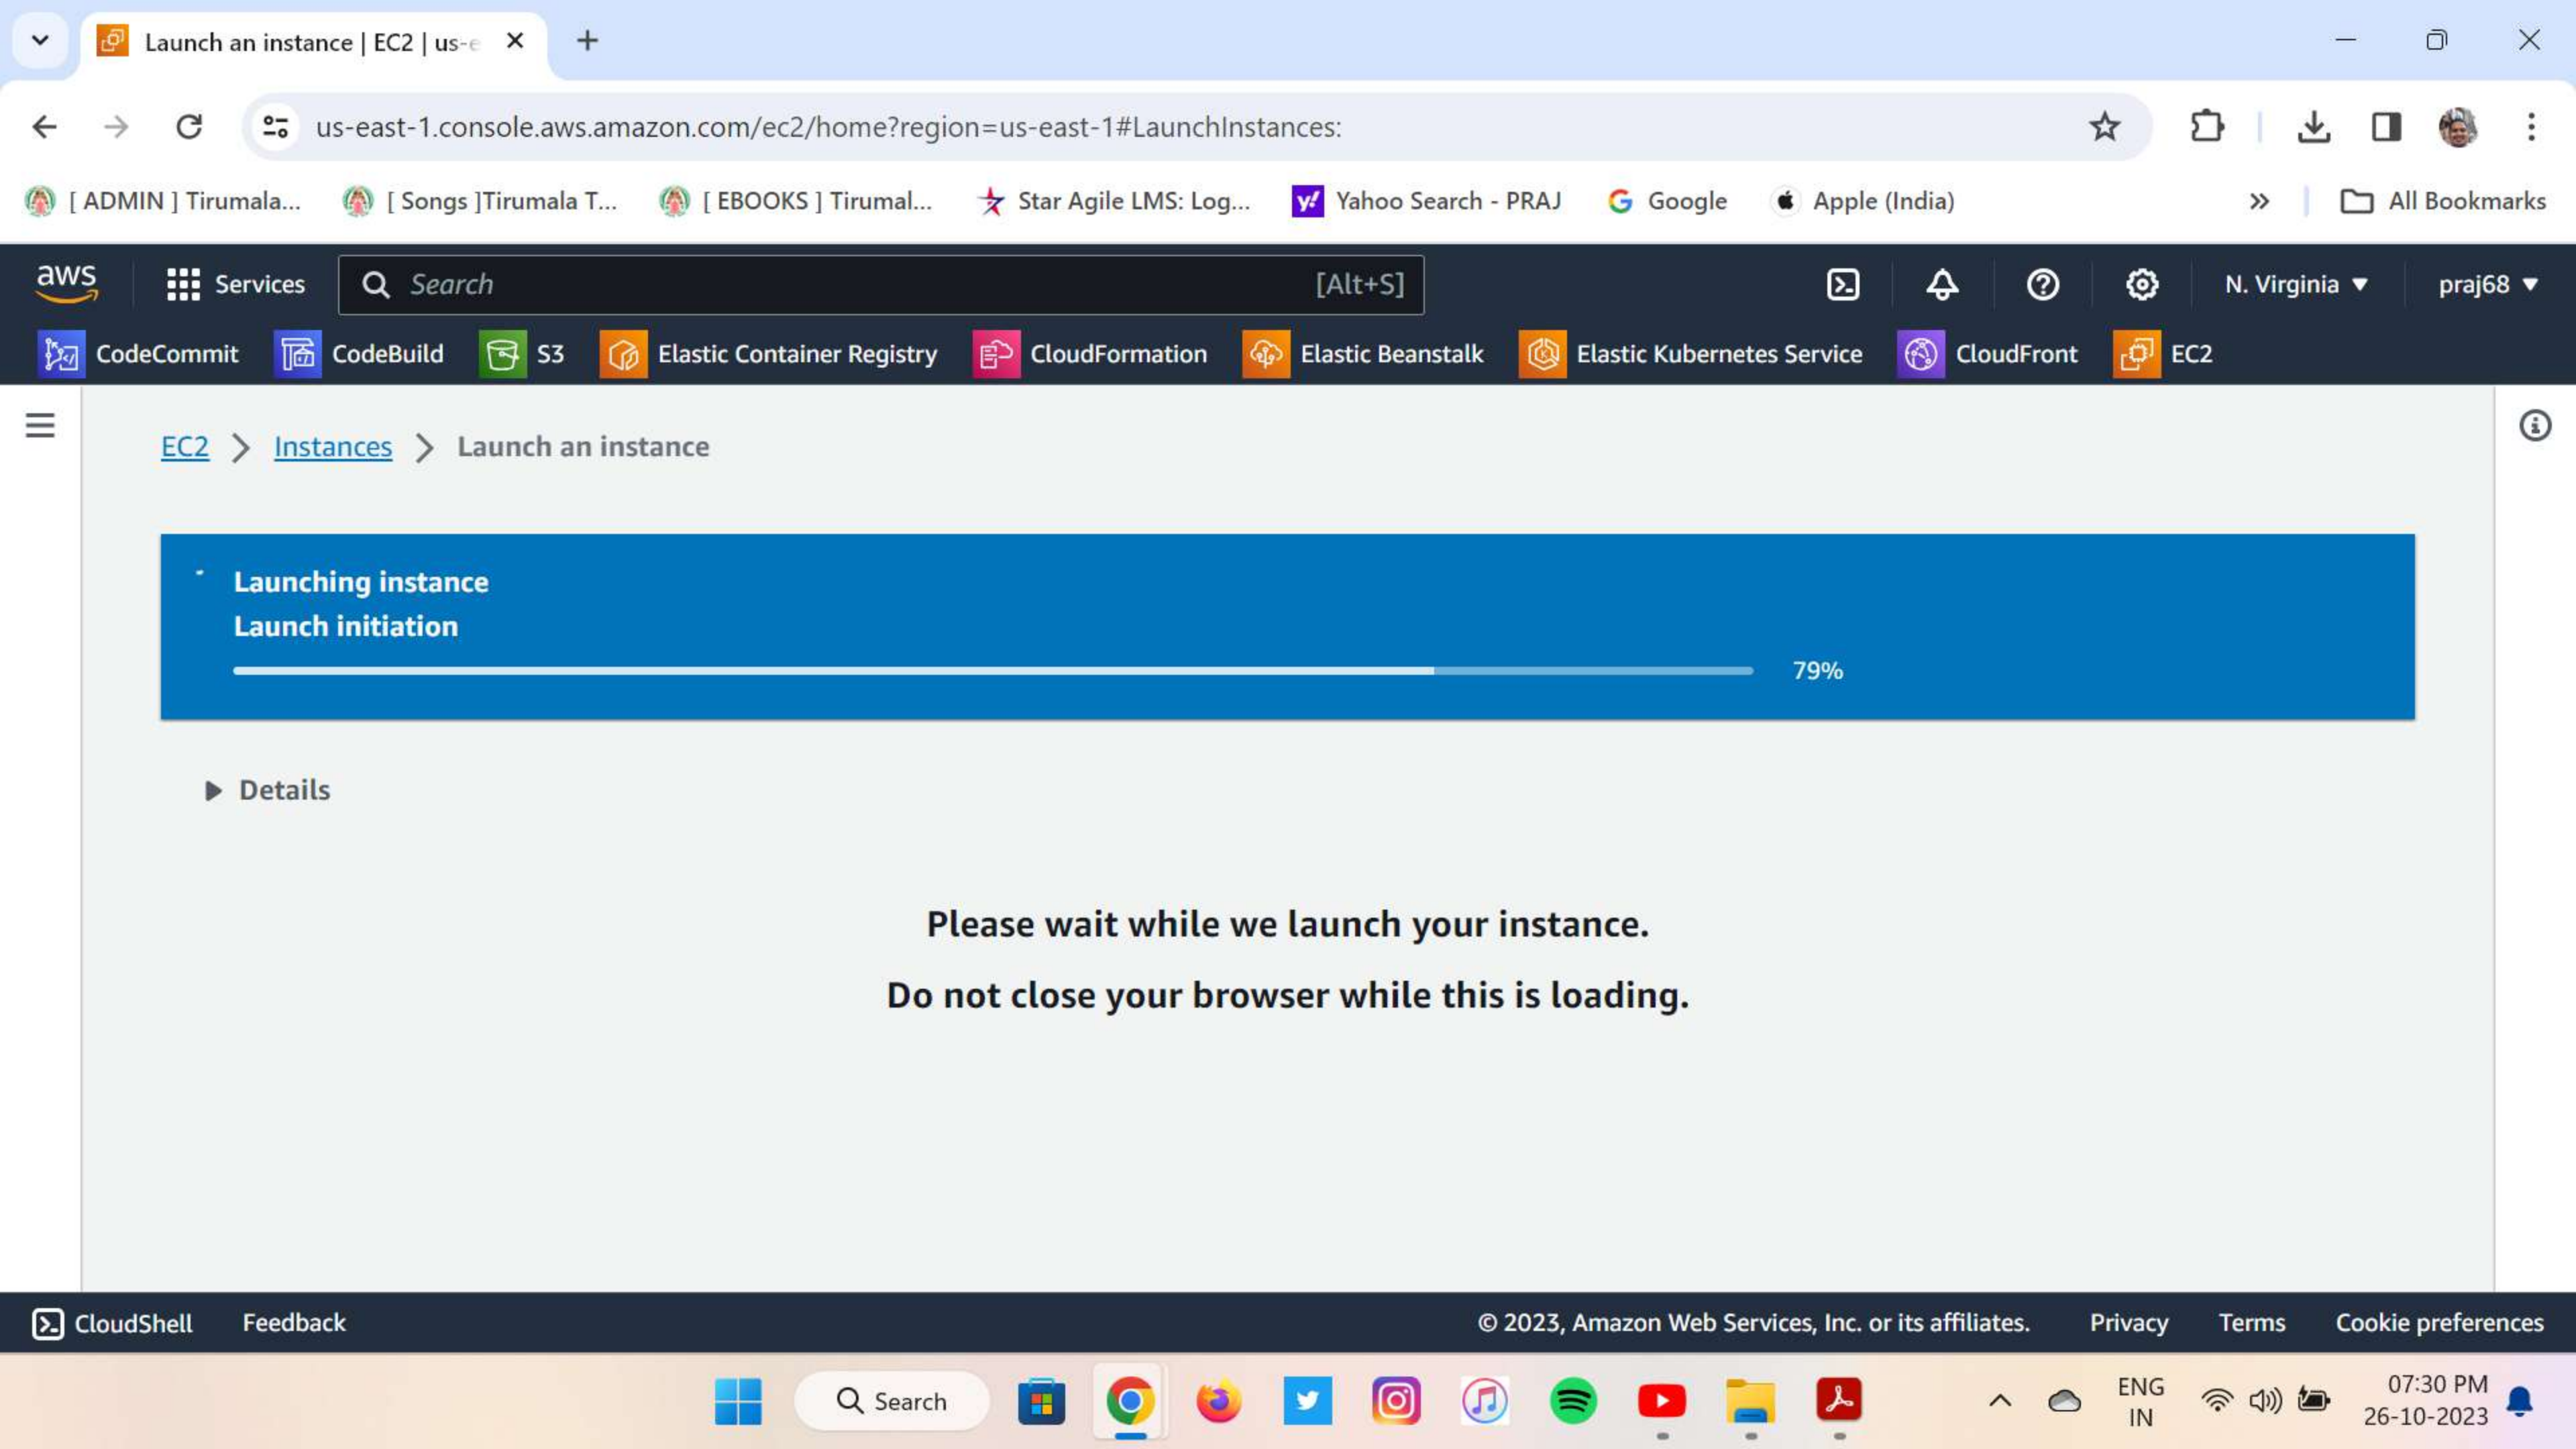 Launch an instance | EC2 | us-e
us-east-1.console.aws.amazon.com/ec2/home?region=us-east-1#LaunchInstances:
[ ADMIN ] Tirumala... [ Songs ]Tirumala T... [ EBOOKS ] Tirumal... Star Agile LMS: Log... Yahoo Search - PRAJ Google Apple (India) » All Bookmarks
aws Services Search [Alt+S] N. Virginia praj68
CodeCommit CodeBuild S3 Elastic Container Registry CloudFormation Elastic Beanstalk Elastic Kubernetes Service CloudFront EC2
EC2 > Instances > Launch an instance
Launching instance
Launch initiation
79%
Details
Please wait while we launch your instance.
Do not close your browser while this is loading.
CloudShell Feedback © 2023, Amazon Web Services, Inc. or its affiliates. Privacy Terms Cookie preferences
Search ENG 07:30 PM
IN 26-10-2023